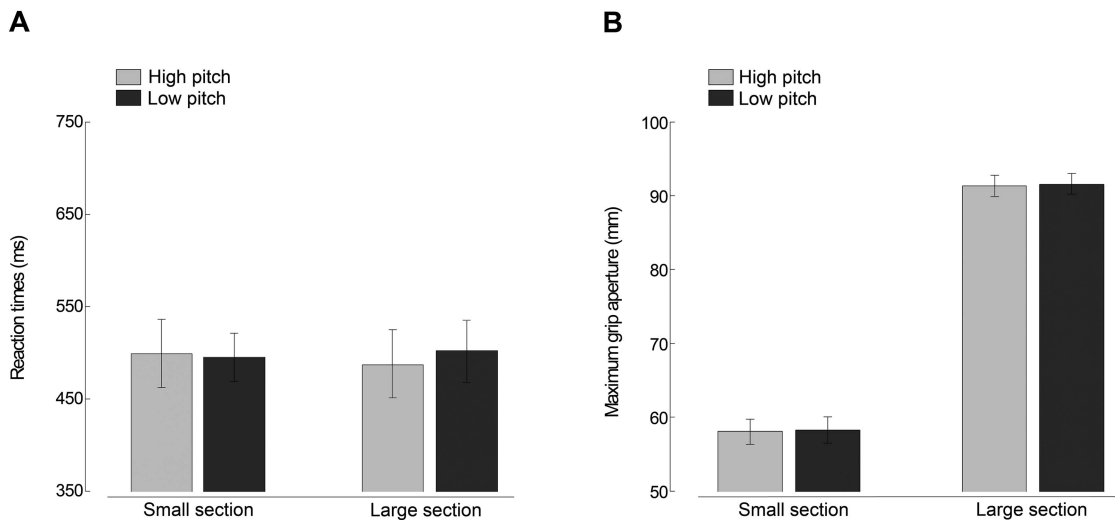 A
High pitch
Low pitch
Reaction times (ms)
750
650
550
450
350
Small section
Large section
B
High pitch
Low pitch
Maximum grip aperture (mm)
100
90
80
70
60
50
Small section
Large section